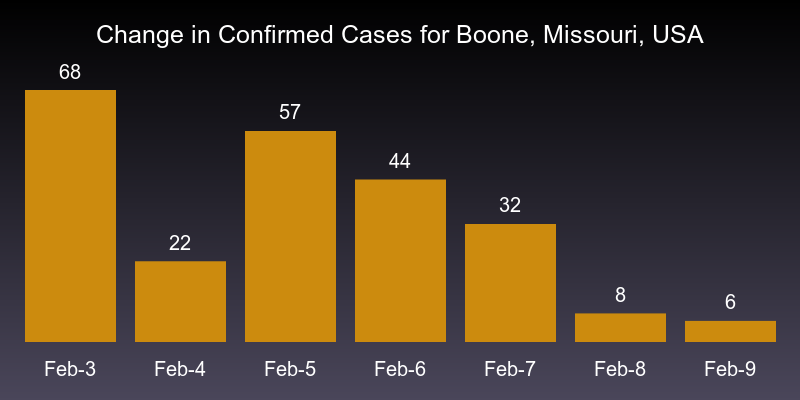 Change in Confirmed Cases for Boone, Missouri, USA
68
22
57
44
32
8
6
Feb-3
Feb-4
Feb-5
Feb-6
Feb-7
Feb-8
Feb-9